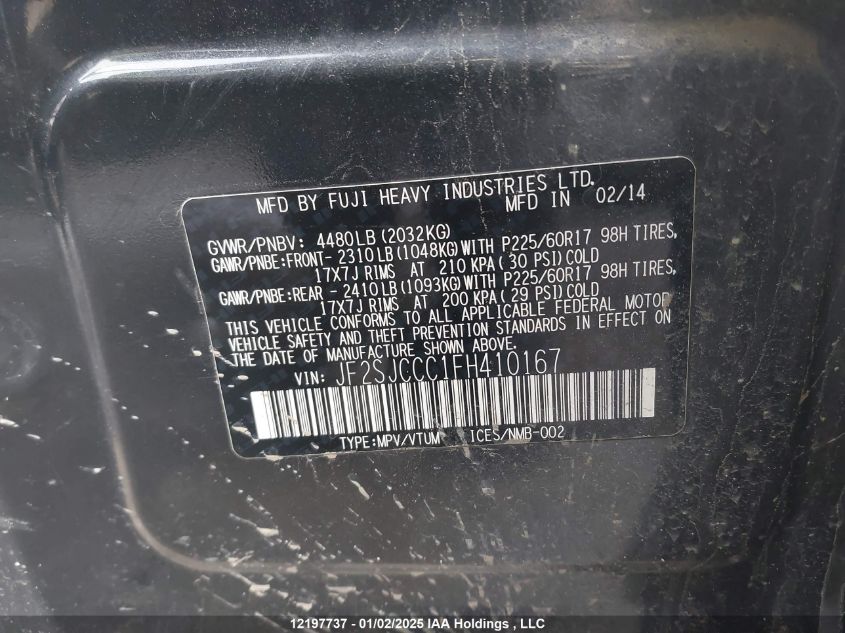 MFD BY FUJI HEAVY INDUSTRIES LTD.
MFD IN 02/14
GVWR/PNBV: 4480LB(2032KG)
GAWR/PNBE:FRONT- 2310LB(1048KG)WITH P225/60R17 98H TIRES,
17X7J RIMS AT 210 KPA( 30 PSI)COLD
GAWR/PNBE:REAR - 2410LB(1093KG)WITH P225/60R17 98H TIRES,
17X7J RIMS AT 200 KPA( 29 PSI)COLD
THIS VEHICLE CONFORMS TO ALL APPLICABLE FEDERAL MOTOR
VEHICLE SAFETY AND THEFT PREVENTION STANDARDS IN EFFECT ON
THE DATE OF MANUFACTURE SHOWN ABOVE.
VIN: JF2SJCCC1FH410167
TYPE:MPV/VTUM ICES/NMB-002
12197737 - 01/02/2025 IAA Holdings , LLC